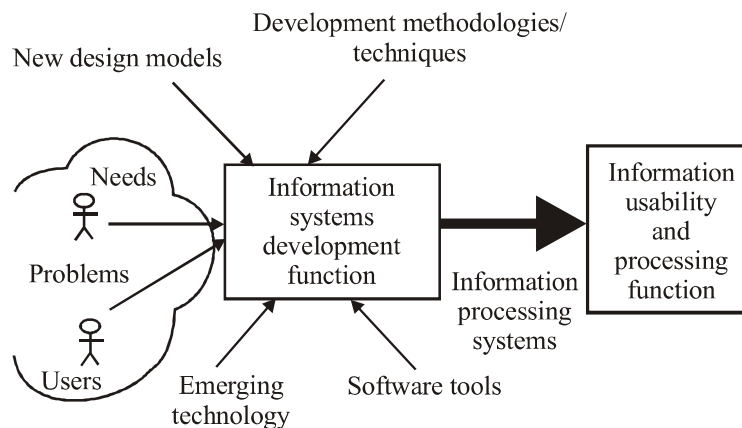 New design models
Development methodologies/
techniques
Needs
Problems
Users
Information
systems
development
function
Information
processing
systems
Information
usability
and
processing
function
Emerging
technology
Software tools